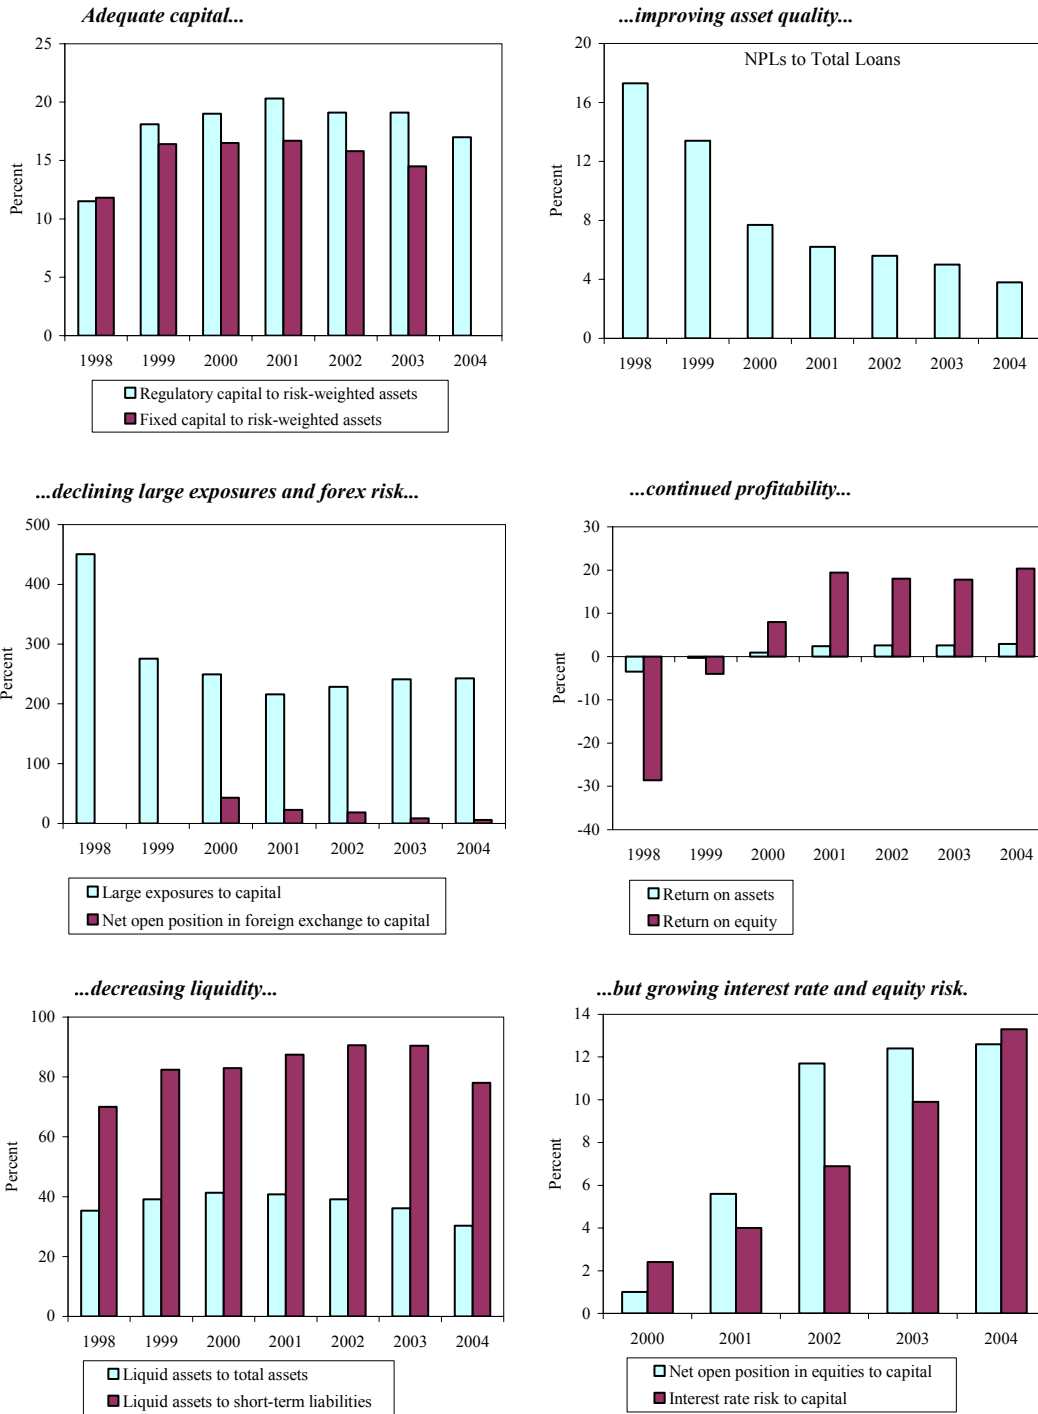 Adequate capital...
25
20
15
10
5
0
Percent
1998 1999 2000 2001 2002 2003 2004
Regulatory capital to risk-weighted assets
Fixed capital to risk-weighted assets
...improving asset quality...
NPLs to Total Loans
20
16
12
8
4
0
Percent
1998 1999 2000 2001 2002 2003 2004
...declining large exposures and forex risk...
500
400
300
200
100
0
Percent
1998 1999 2000 2001 2002 2003 2004
Large exposures to capital
Net open position in foreign exchange to capital
...continued profitability...
30
20
10
0
-10
-20
-30
-40
Percent
1998 1999 2000 2001 2002 2003 2004
Return on assets
Return on equity
...decreasing liquidity...
100
80
60
40
20
0
Percent
1998 1999 2000 2001 2002 2003 2004
Liquid assets to total assets
Liquid assets to short-term liabilities
...but growing interest rate and equity risk.
14
12
10
8
6
4
2
0
Percent
2000 2001 2002 2003 2004
Net open position in equities to capital
Interest rate risk to capital